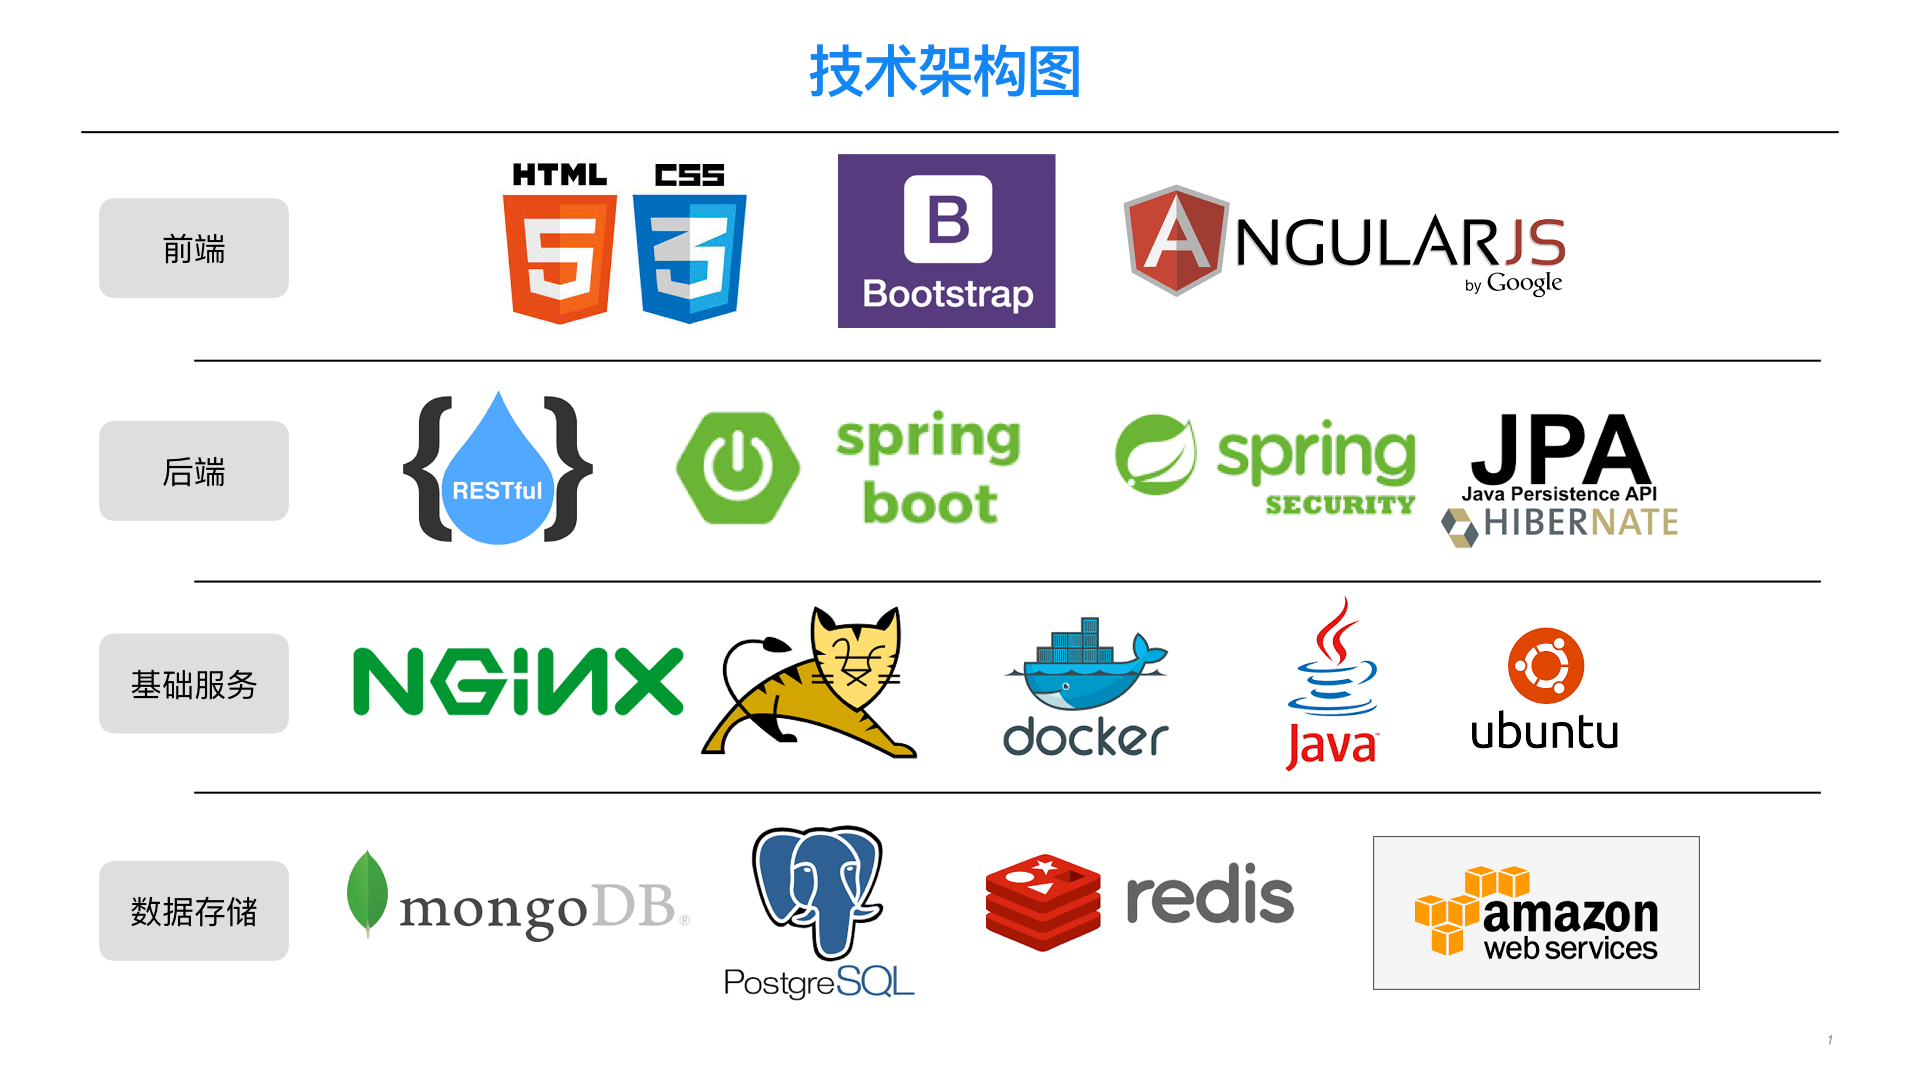 技术架构图
前端
HTML CSS
5 3
B
Bootstrap
ANGULARJS
by Google
后端
{RESTful}
spring
boot
spring
SECURITY
JPA
Java Persistence API
HIBERNATE
基础服务
NGINX
docker
Java™
ubuntu
数据存储
mongoDB®
PostgreSQL
redis
amazon
web services
1